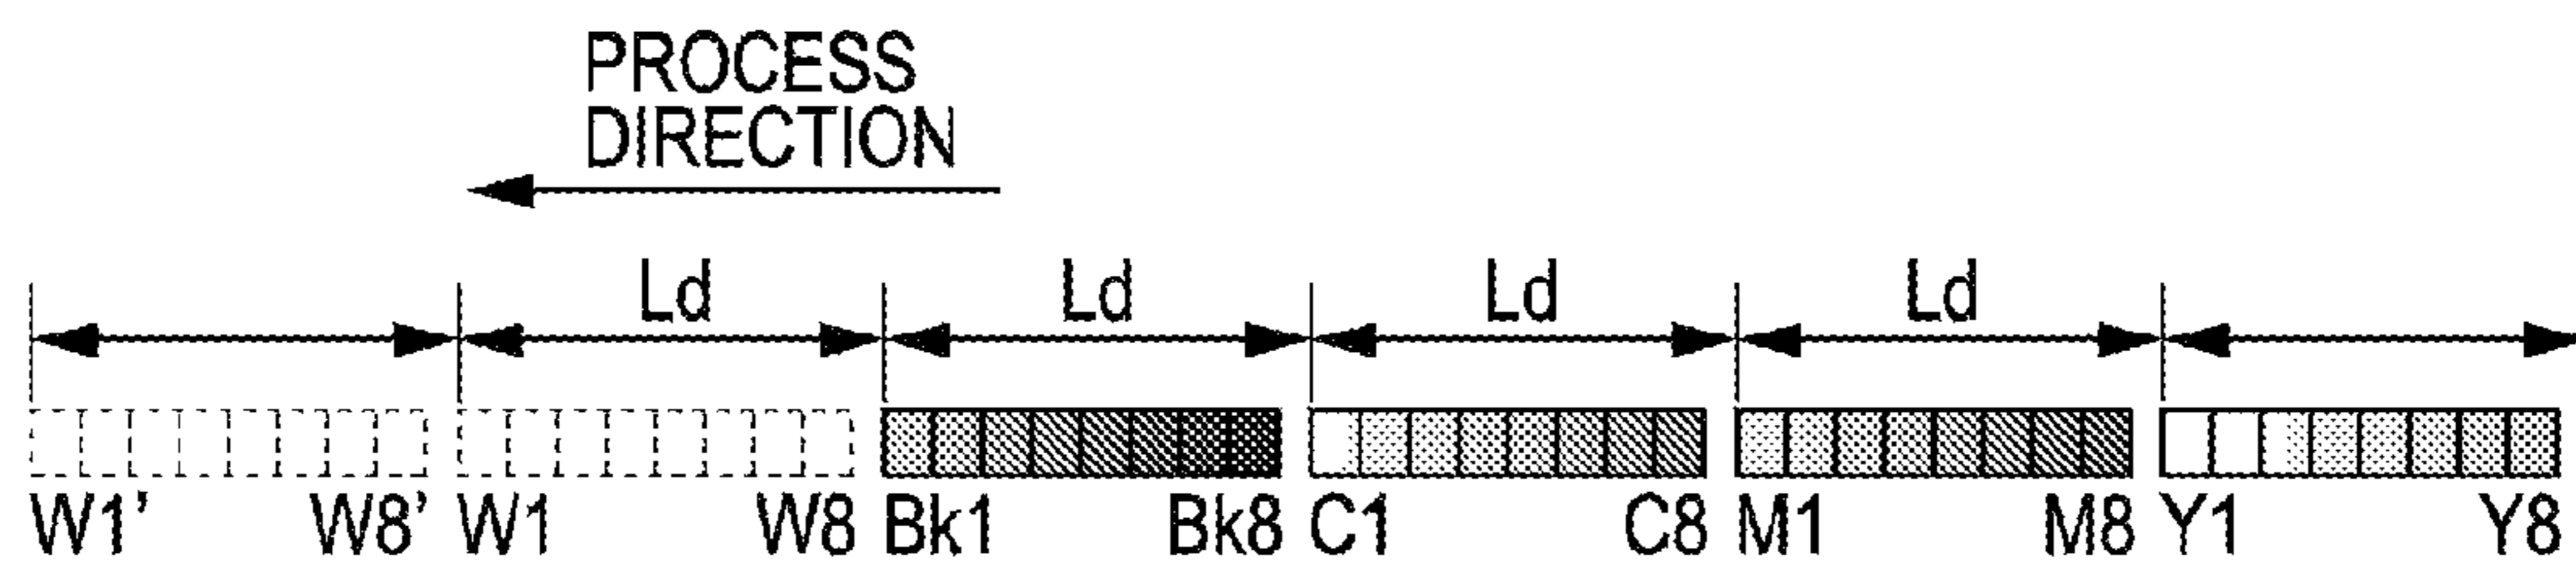 PROCESS
DIRECTION
Ld Ld Ld Ld
W1' W8' W1 W8 Bk1 Bk8 C1 C8 M1 M8 Y1 Y8